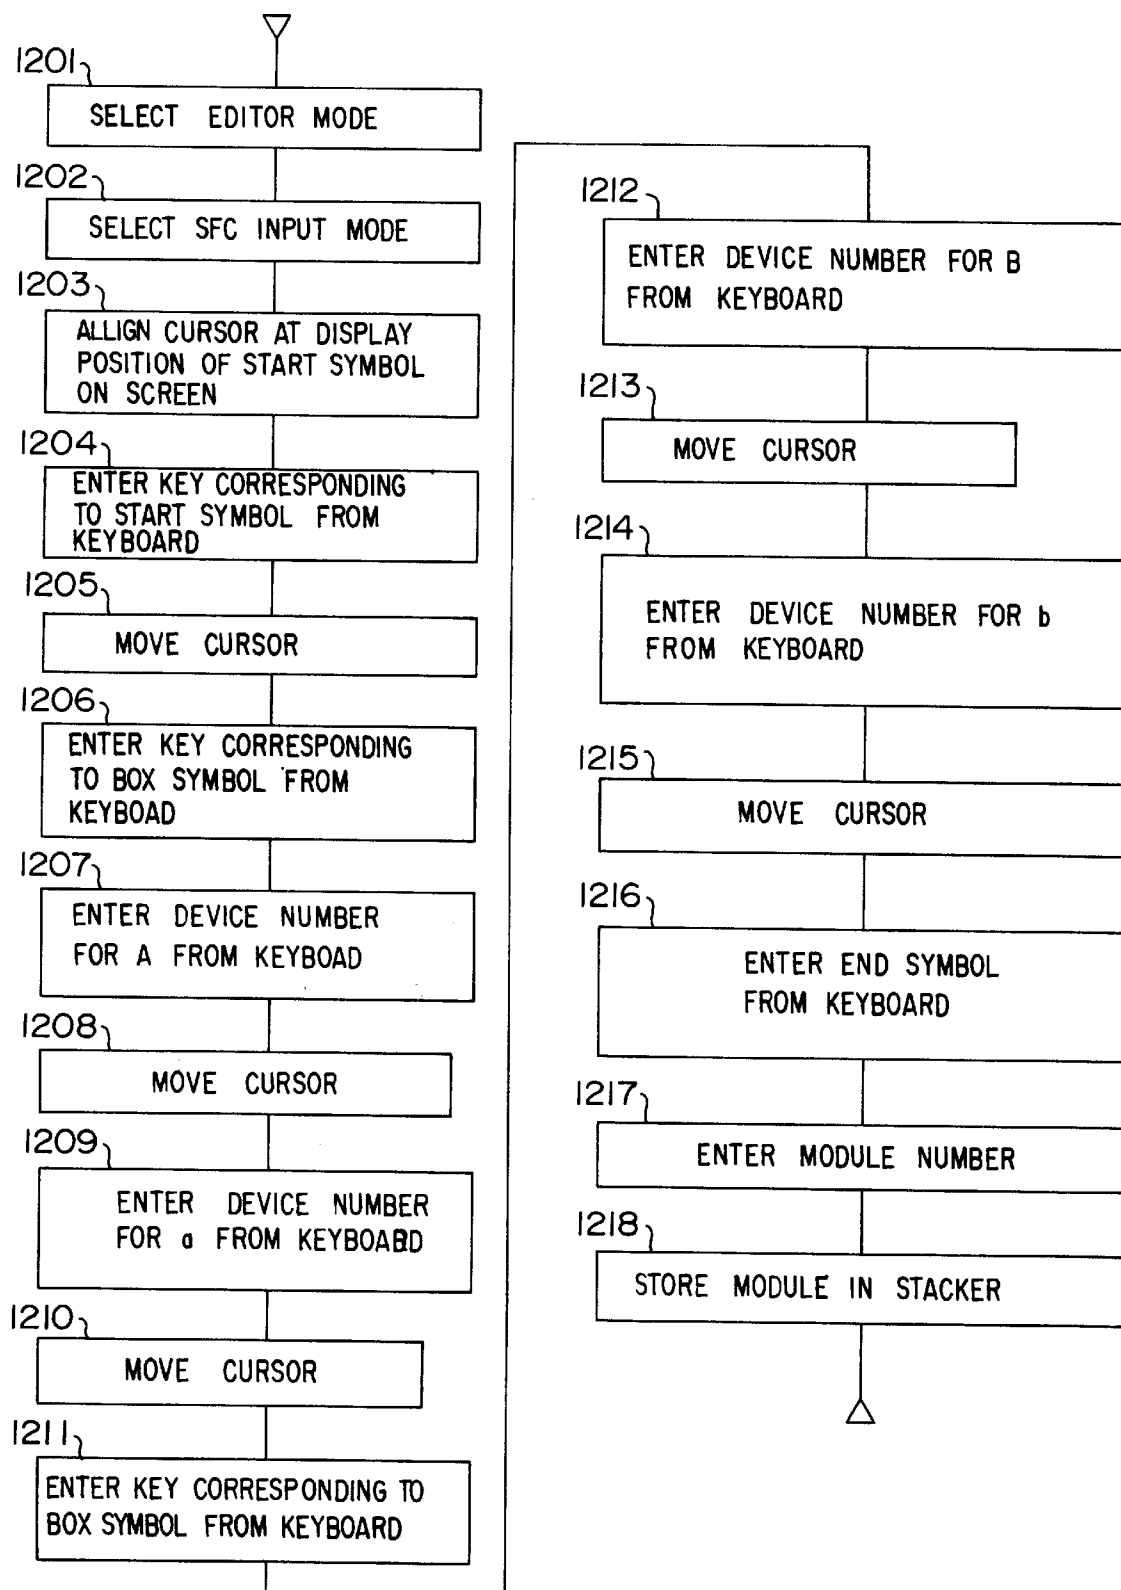 1201
SELECT EDITOR MODE
1202
SELECT SFC INPUT MODE
1203
ALLIGN CURSOR AT DISPLAY
POSITION OF START SYMBOL
ON SCREEN
1204
ENTER KEY CORRESPONDING
TO START SYMBOL FROM
KEYBOARD
1205
MOVE CURSOR
1206
ENTER KEY CORRESPONDING
TO BOX SYMBOL FROM
KEYBOAD
1207
ENTER DEVICE NUMBER
FOR A FROM KEYBOAD
1208
MOVE CURSOR
1209
ENTER DEVICE NUMBER
FOR a FROM KEYBOARD
1210
MOVE CURSOR
1211
ENTER KEY CORRESPONDING TO
BOX SYMBOL FROM KEYBOARD
1212
ENTER DEVICE NUMBER FOR B
FROM KEYBOARD
1213
MOVE CURSOR
1214
ENTER DEVICE NUMBER FOR b
FROM KEYBOARD
1215
MOVE CURSOR
1216
ENTER END SYMBOL
FROM KEYBOARD
1217
ENTER MODULE NUMBER
1218
STORE MODULE IN STACKER